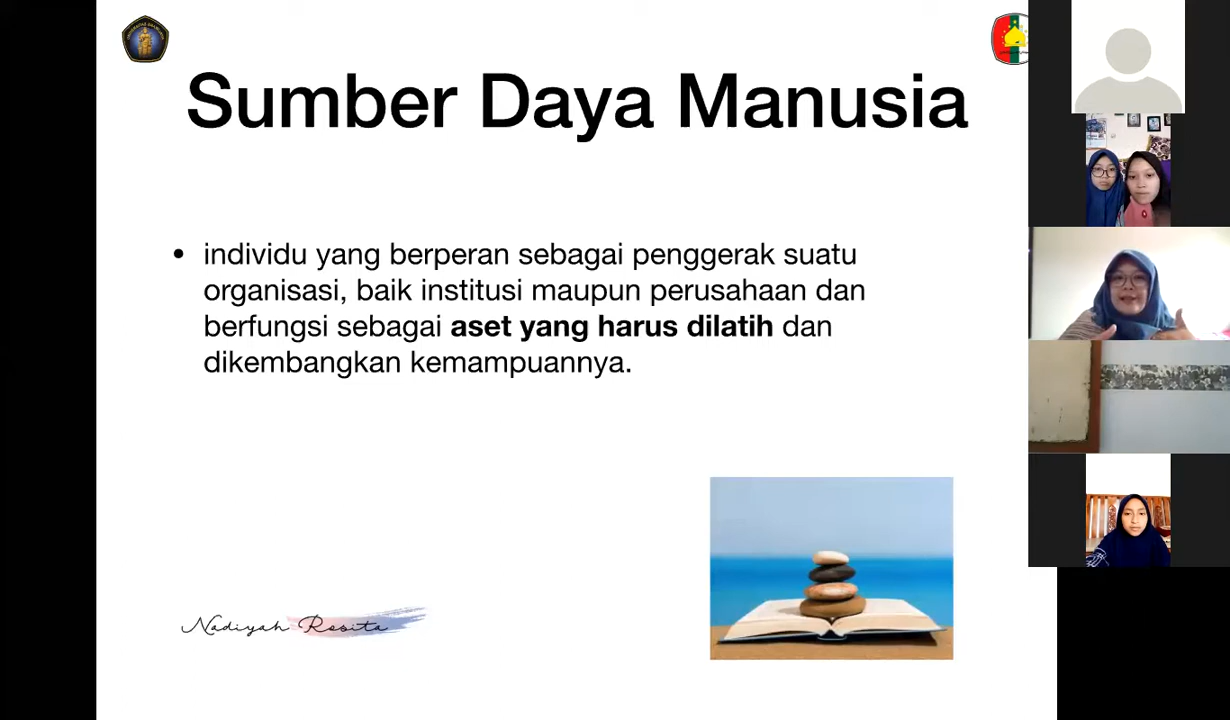 Sumber Daya Manusia
• individu yang berperan sebagai penggerak suatu
organisasi, baik institusi maupun perusahaan dan
berfungsi sebagai aset yang harus dilatih dan
dikembangkan kemampuannya.
Nadiyah Rosita